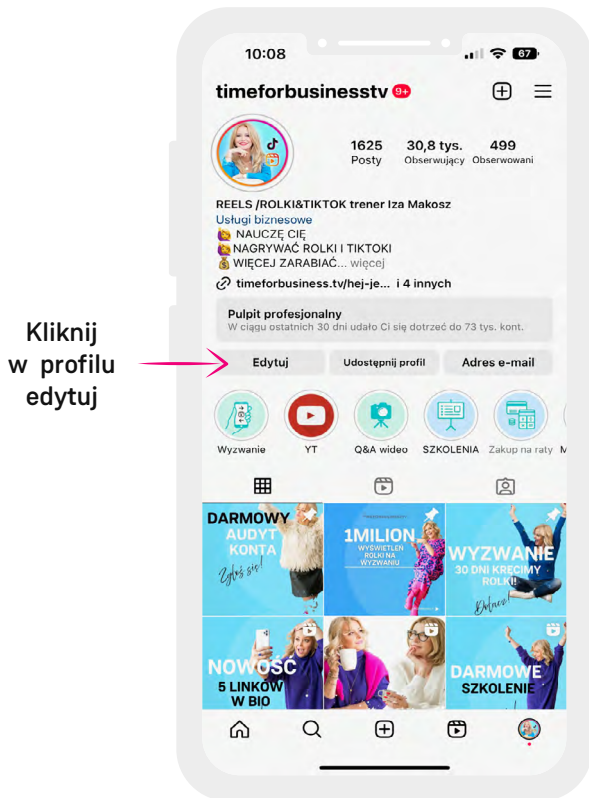 Kliknij
w profilu
edytuj
10:08
67
timeforbusinesstv 9+
1625 30,8 tys. 499
Posty Obserwujący Obserwowani
REELS /ROLKI&TIKTOK trener Iza Makosz
Usługi biznesowe
NAUCZĘ CIĘ
NAGRYWAĆ ROLKI I TIKTOKI
WIĘCEJ ZARABIAĆ... więcej
timeforbusiness.tv/hej-je... i 4 innych
Pulpit profesjonalny
W ciągu ostatnich 30 dni udało Ci się dotrzeć do 73 tys. kont.
Edytuj Udostępnij profil Adres e-mail
Wyzwanie YT Q&A wideo SZKOLENIA Zakup na raty M
DARMOWY
AUDYT
KONTA
Zgłoś się!
1MILION
WYŚWIETLEŃ
ROLKI NA
WYZWANIU
WYZWANIE
30 DNI KRĘCIMY
ROLKI!
Dołącz!
NOWOŚĆ
5 LINKÓW
W BIO
DARMOWE
SZKOLENIE